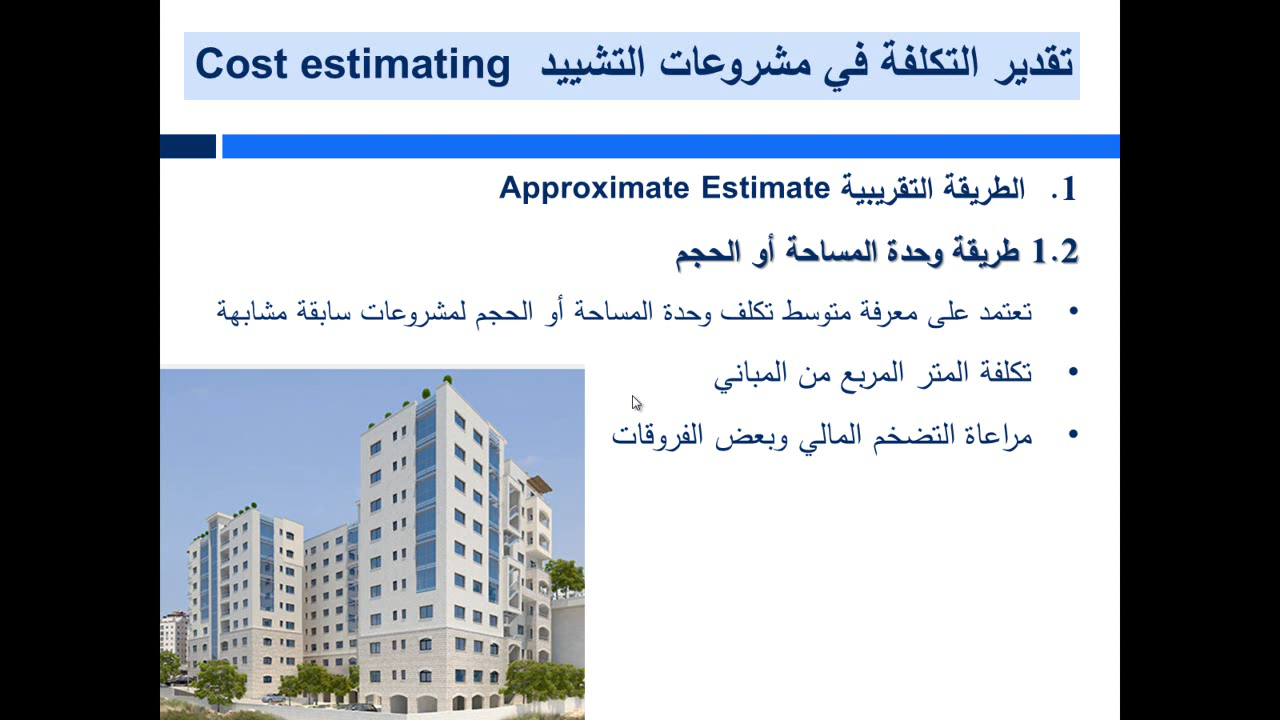 تقدير التكلفة في مشروعات التشييد Cost estimating
1. الطريقة التقريبية Approximate Estimate
1.2 طريقة وحدة المساحة أو الحجم
• تعتمد على معرفة متوسط تكلف وحدة المساحة أو الحجم لمشروعات سابقة مشابهة
• تكلفة المتر المربع من المباني
• مراعاة التضخم المالي وبعض الفروقات